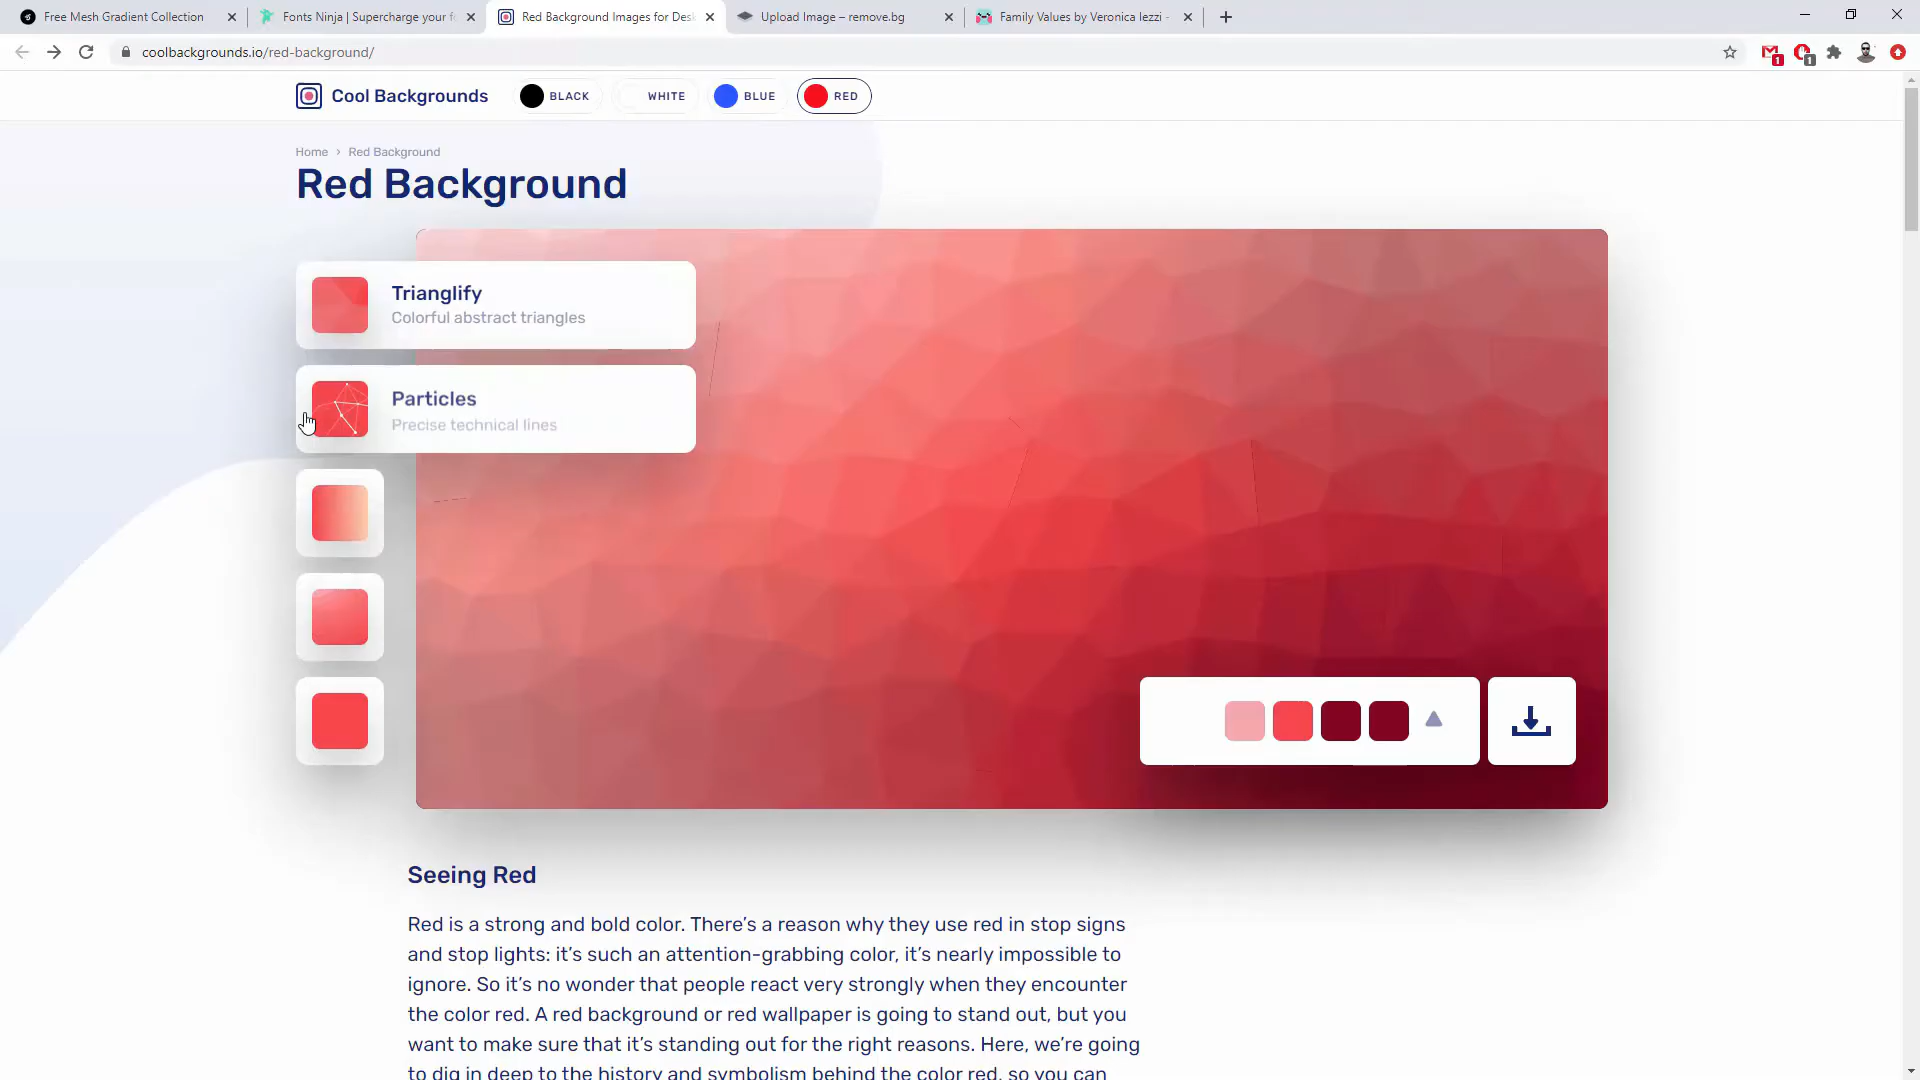 Free Mesh Gradient Collection
Fonts Ninja | Supercharge your f
Red Background Images for Des
Upload Image – remove.bg
Family Values by Veronica Iezzi -
coolbackgrounds.io/red-background/
1
1
Cool Backgrounds
BLACK
WHITE
BLUE
RED
Home › Red Background
Red Background
Trianglify
Colorful abstract triangles
Particles
Precise technical lines
Seeing Red
Red is a strong and bold color. There’s a reason why they use red in stop signs
and stop lights: it’s such an attention-grabbing color, it’s nearly impossible to
ignore. So it’s no wonder that people react very strongly when they encounter
the color red. A red background or red wallpaper is going to stand out, but you
want to make sure that it’s standing out for the right reasons. Here, we’re going
to dig in deep to the history and symbolism behind the color red, so you can